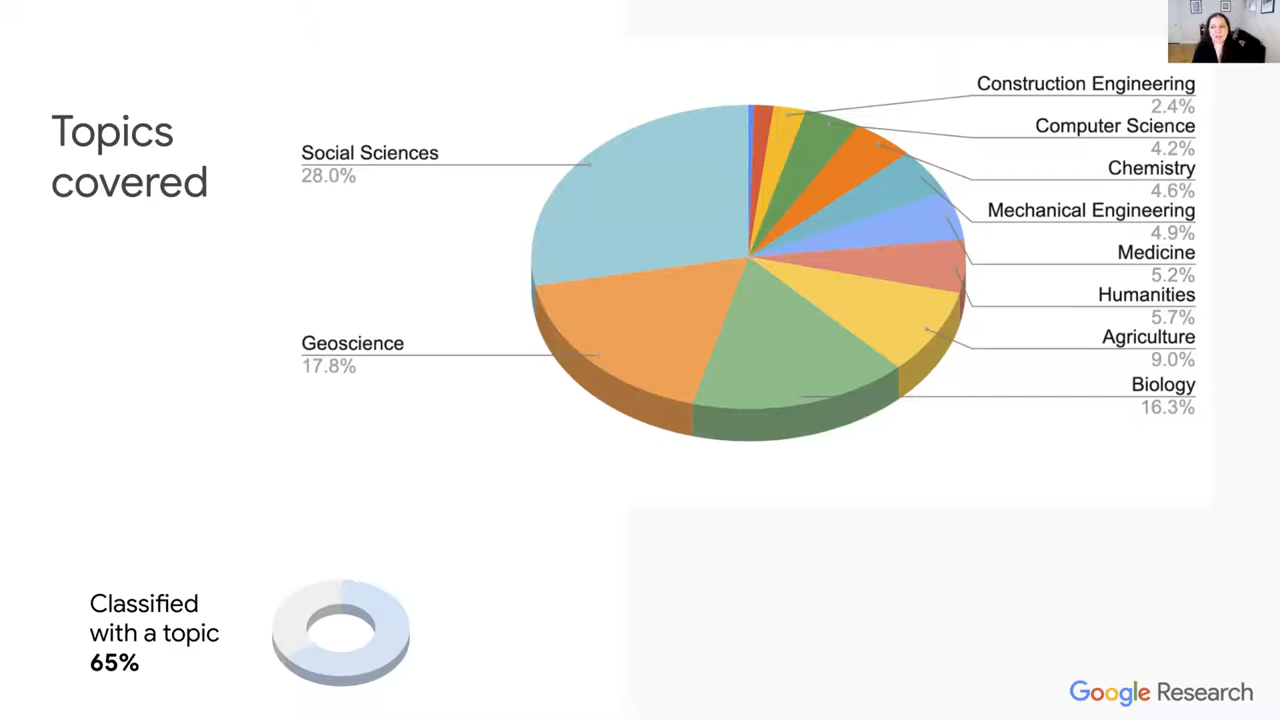 Topics
covered
Social Sciences
28.0%
Geoscience
17.8%
Construction Engineering
2.4%
Computer Science
4.2%
Chemistry
4.6%
Mechanical Engineering
4.9%
Medicine
5.2%
Humanities
5.7%
Agriculture
9.0%
Biology
16.3%
Classified
with a topic
65%
Google Research